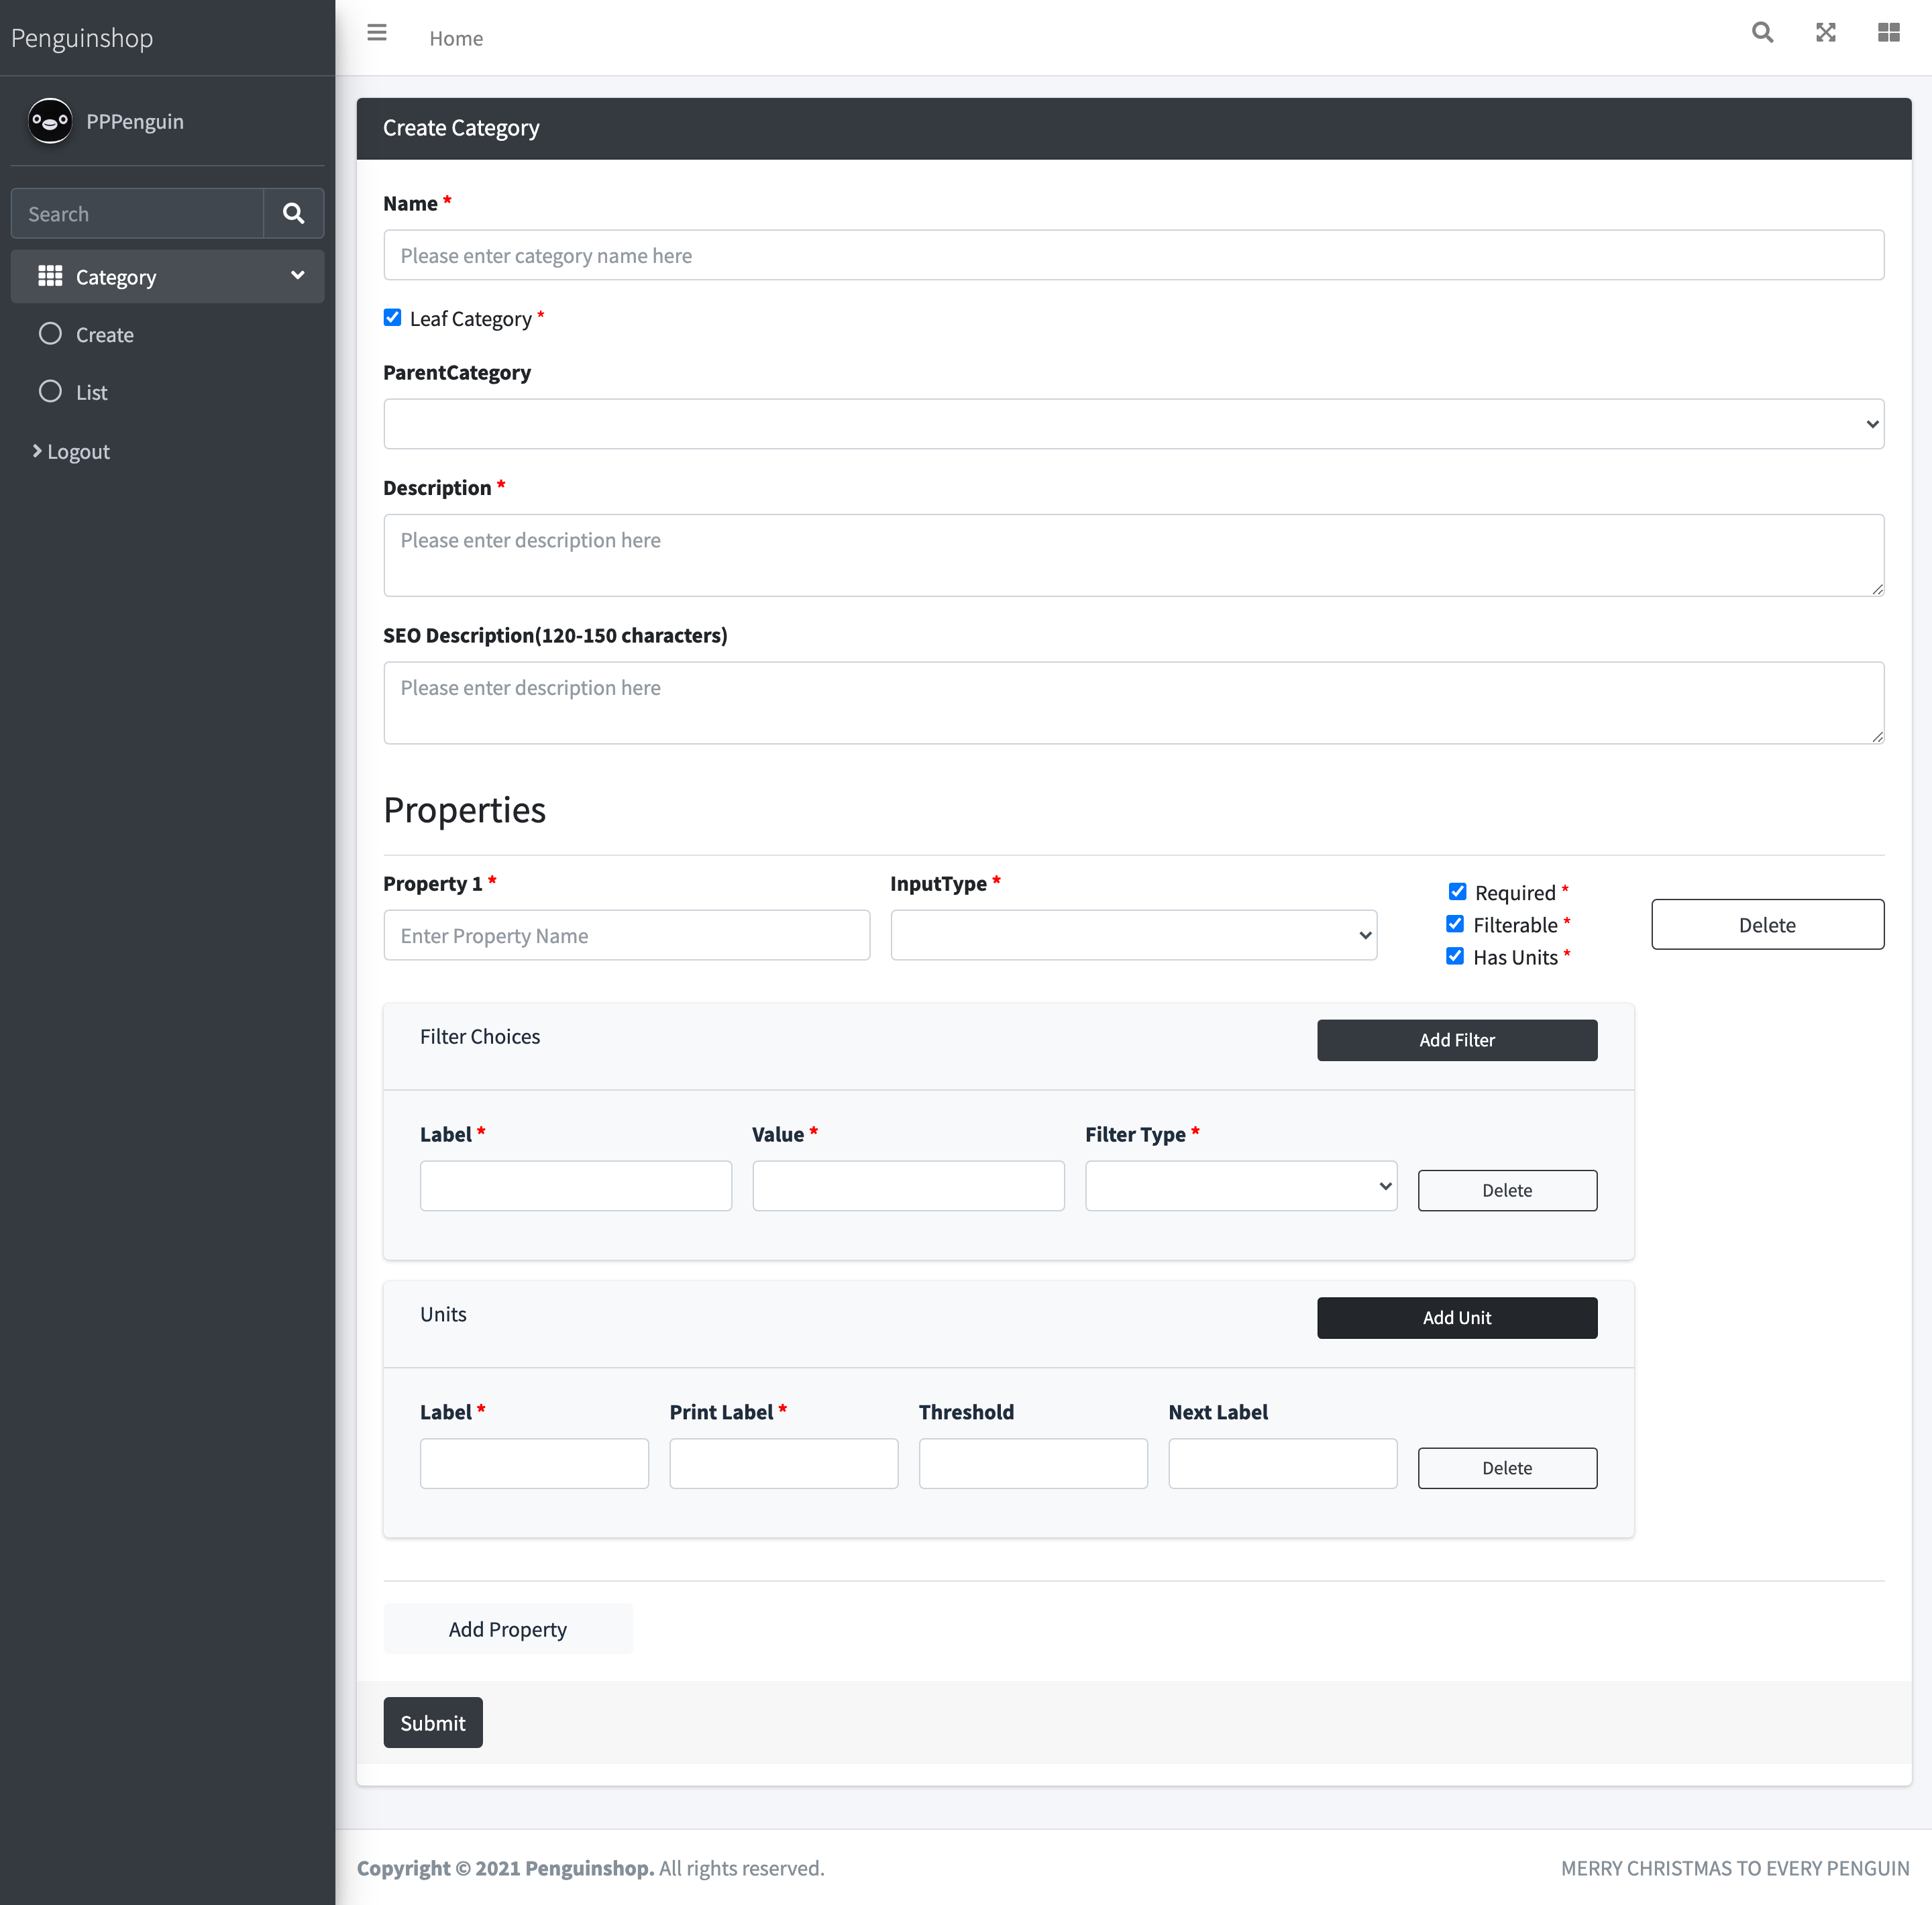 Penguinshop
Home
PPPenguin
Search
Category
Create
List
Logout
Create Category
Name *
Please enter category name here
Leaf Category *
ParentCategory
Description *
Please enter description here
SEO Description(120-150 characters)
Please enter description here
Properties
Property 1 *
InputType *
Required *
Filterable *
Has Units *
Enter Property Name
Delete
Filter Choices
Add Filter
Label *
Value *
Filter Type *
Delete
Units
Add Unit
Label *
Print Label *
Threshold
Next Label
Delete
Add Property
Submit
Copyright © 2021 Penguinshop. All rights reserved.
MERRY CHRISTMAS TO EVERY PENGUIN